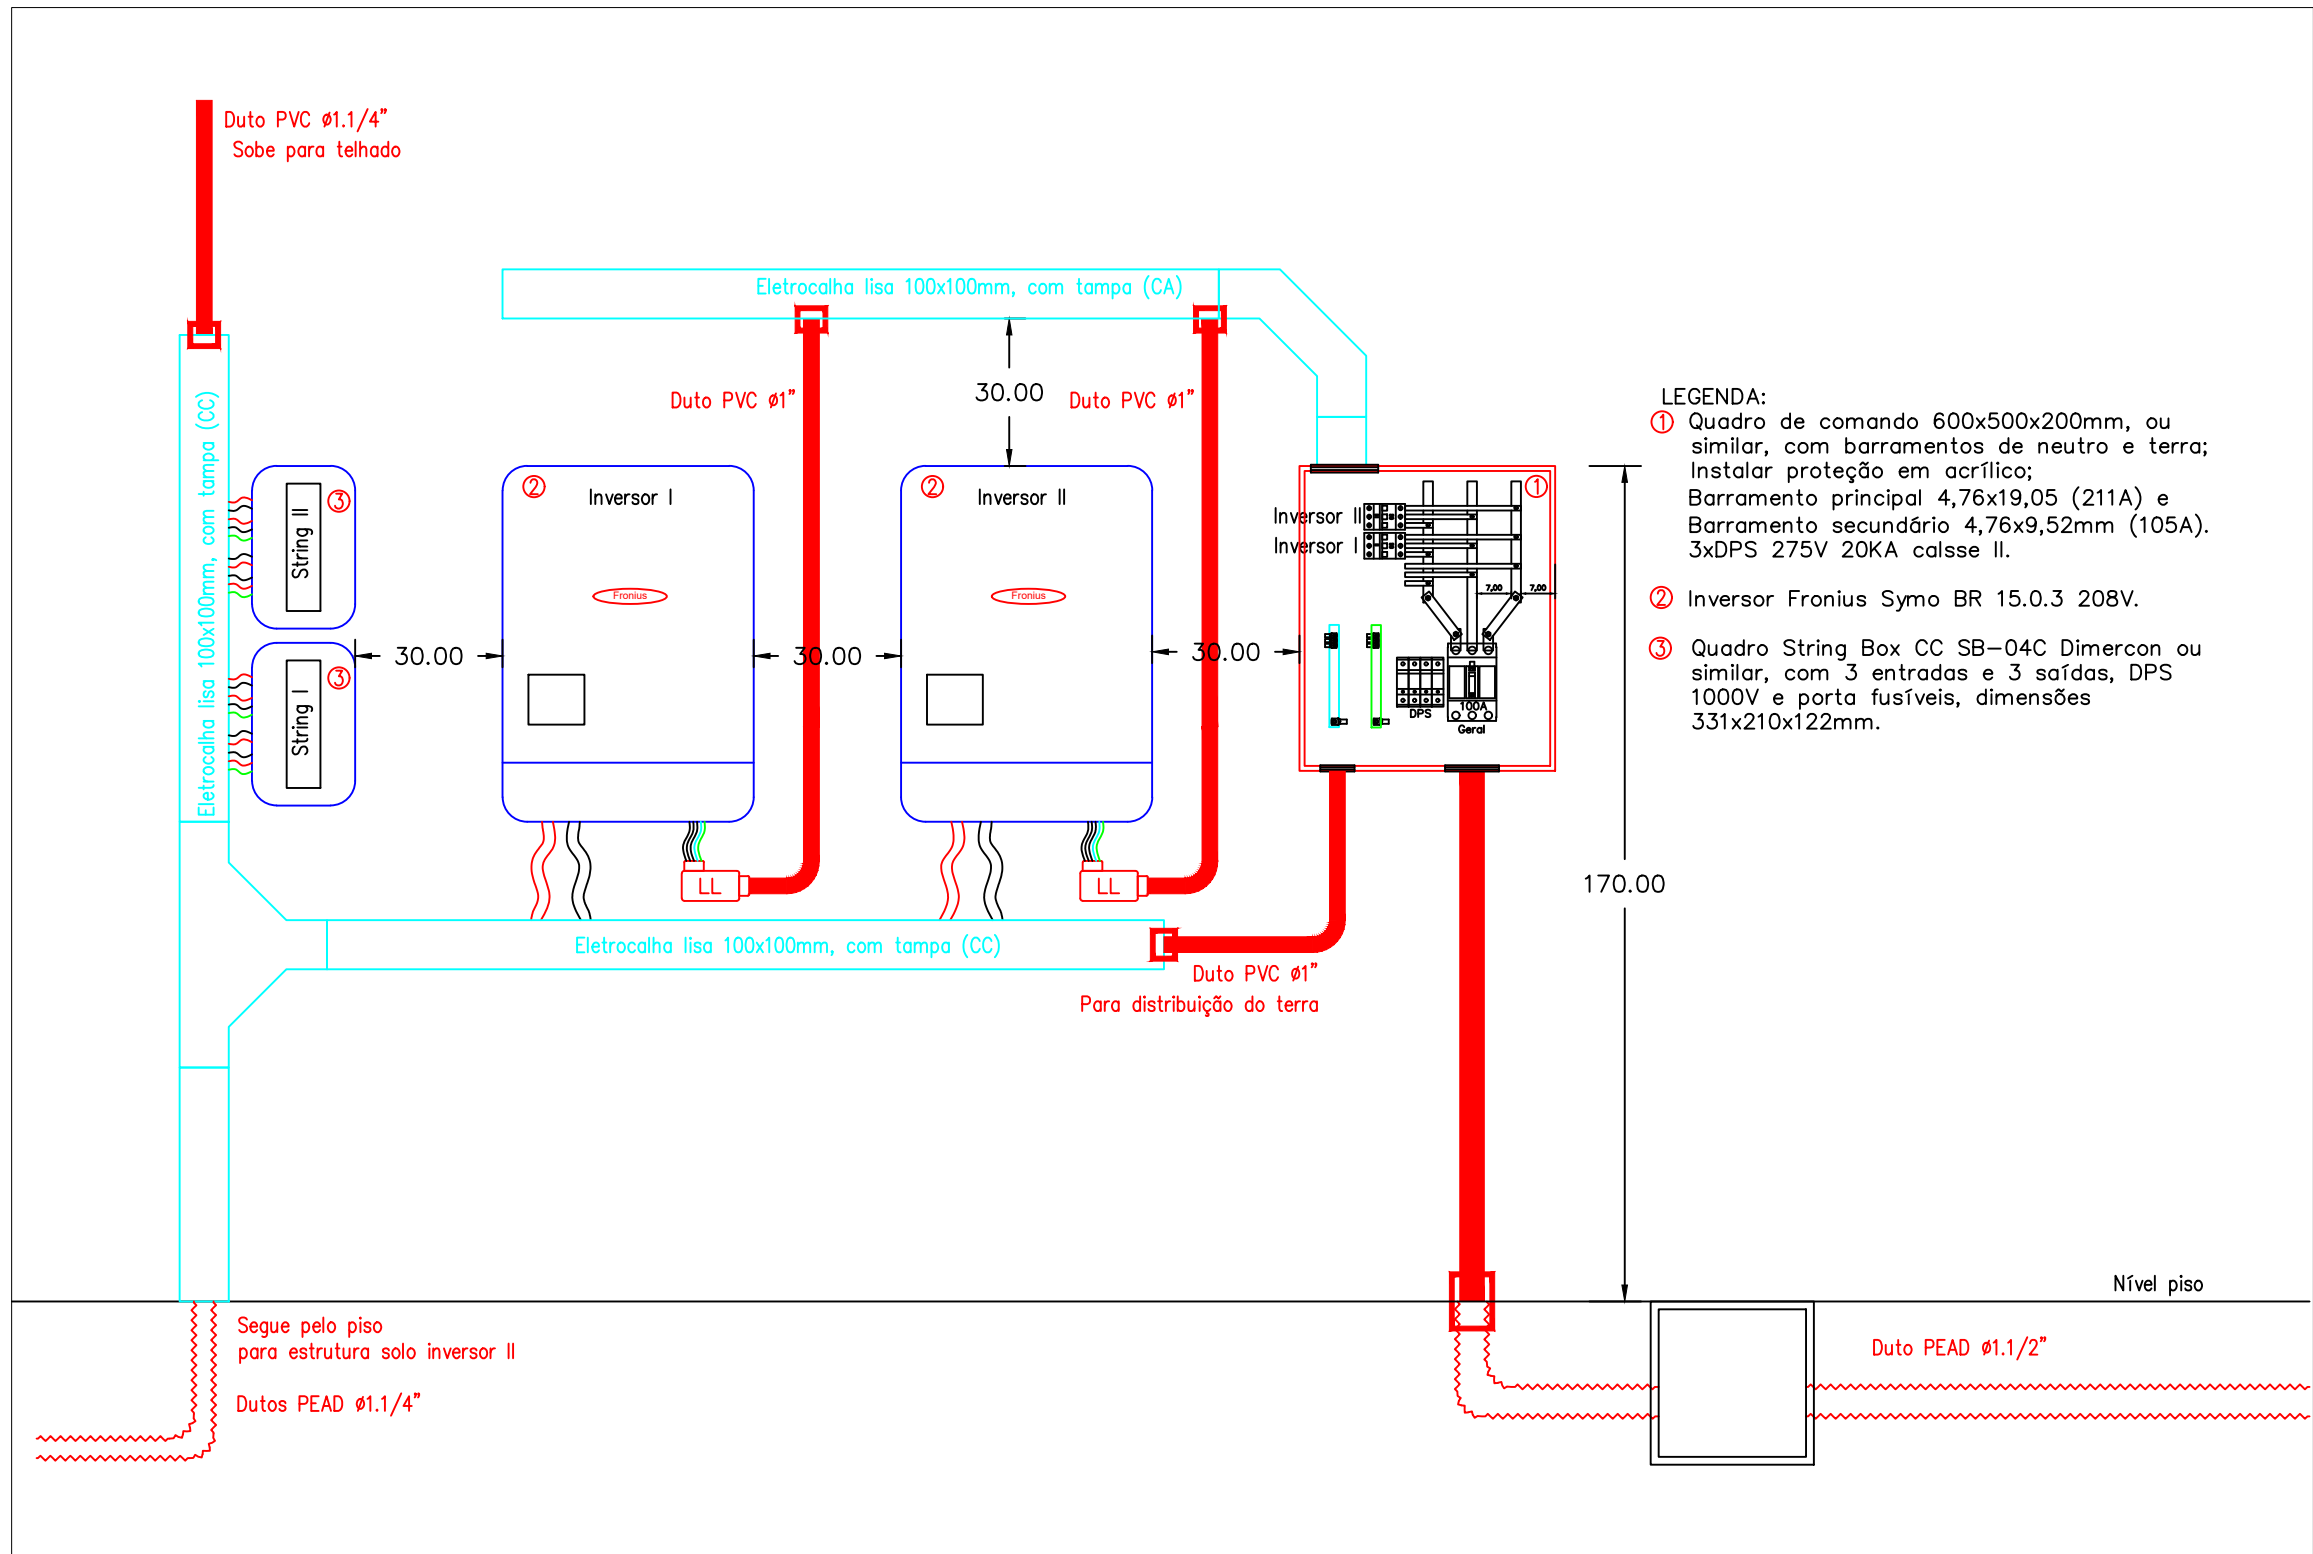 Duto PVC ø1.1/4"
Sobe para telhado
Eletrocalha lisa 100x100mm, com tampa (CA)
Duto PVC ø1"
30.00
Duto PVC ø1"
Eletrocalha lisa 100x100mm, com tampa (CC)
String II
3
String I
3
30.00
2
Inversor I
Fronius
30.00
2
Inversor II
Fronius
30.00
1
Inversor II
Inversor I
7,00
7,00
DPS
100A
Geral
LL
LL
170.00
LEGENDA:
1 Quadro de comando 600x500x200mm, ou
similar, com barramentos de neutro e terra;
Instalar proteção em acrílico;
Barramento principal 4,76x19,05 (211A) e
Barramento secundário 4,76x9,52mm (105A).
3xDPS 275V 20KA calsse II.
2 Inversor Fronius Symo BR 15.0.3 208V.
3 Quadro String Box CC SB-04C Dimercon ou
similar, com 3 entradas e 3 saídas, DPS
1000V e porta fusíveis, dimensões
331x210x122mm.
Eletrocalha lisa 100x100mm, com tampa (CC)
Duto PVC ø1"
Para distribuição do terra
Nível piso
Segue pelo piso
para estrutura solo inversor II
Dutos PEAD ø1.1/4"
Duto PEAD ø1.1/2"